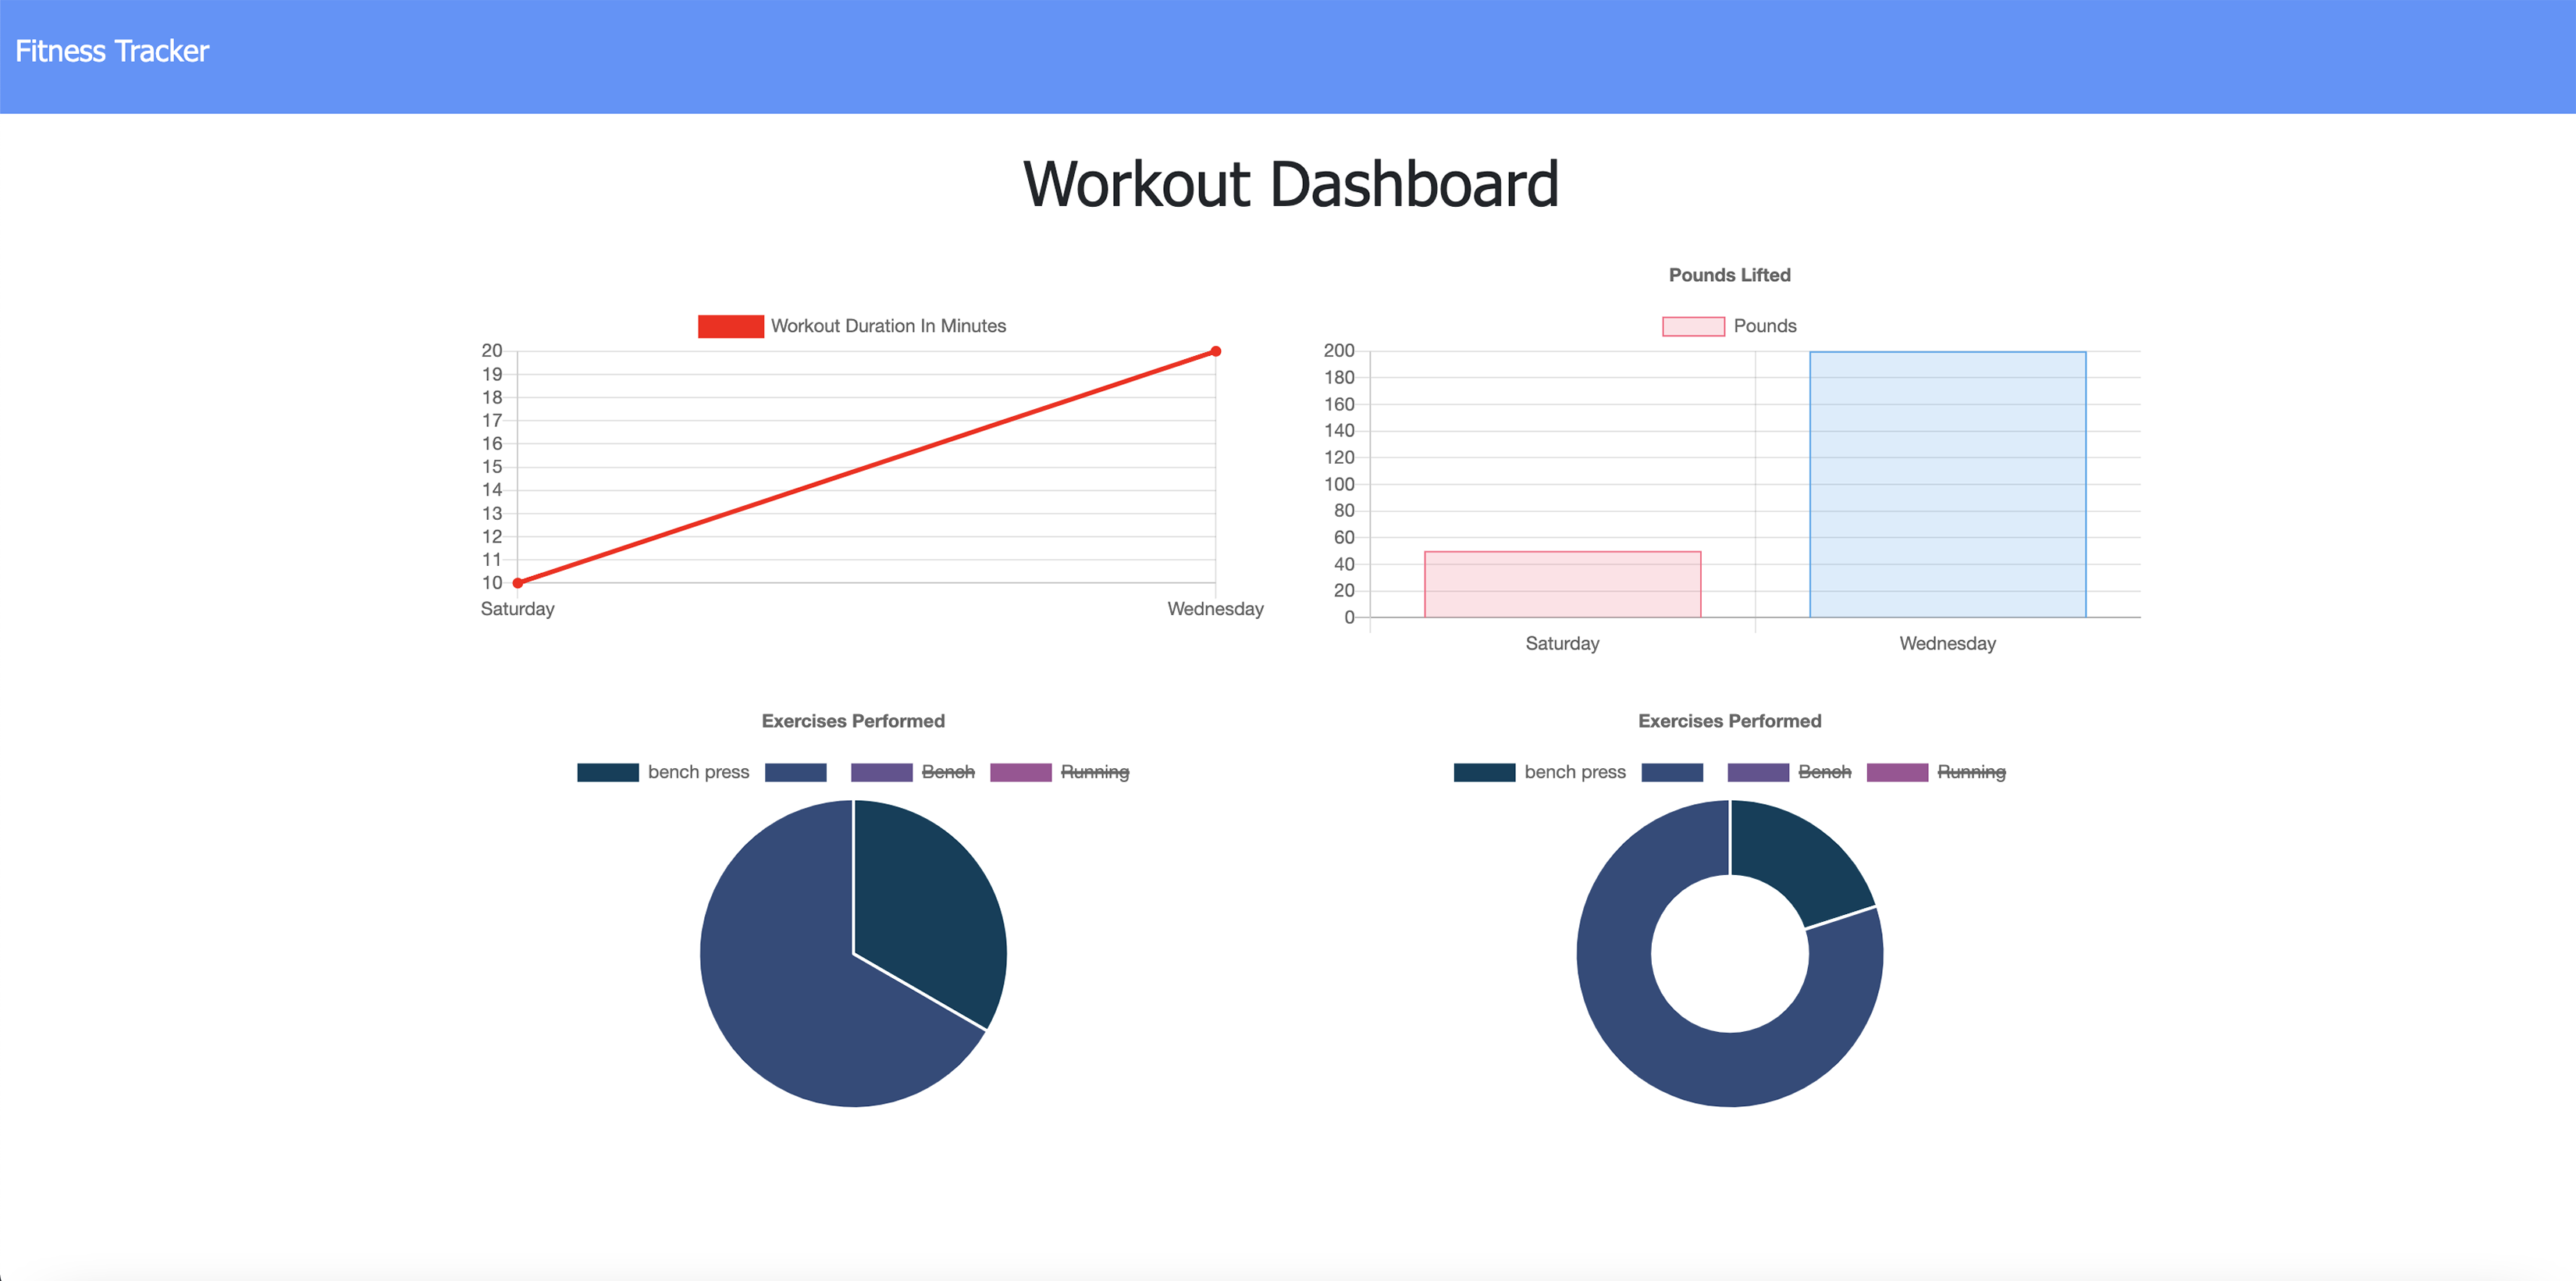 Fitness Tracker
Workout Dashboard
Workout Duration In Minutes
20
19
18
17
16
15
14
13
12
11
10
Saturday Wednesday
Pounds Lifted
Pounds
200
180
160
140
120
100
80
60
40
20
0
Saturday Wednesday
Exercises Performed
bench press Bench Running
Exercises Performed
bench press Bench Running